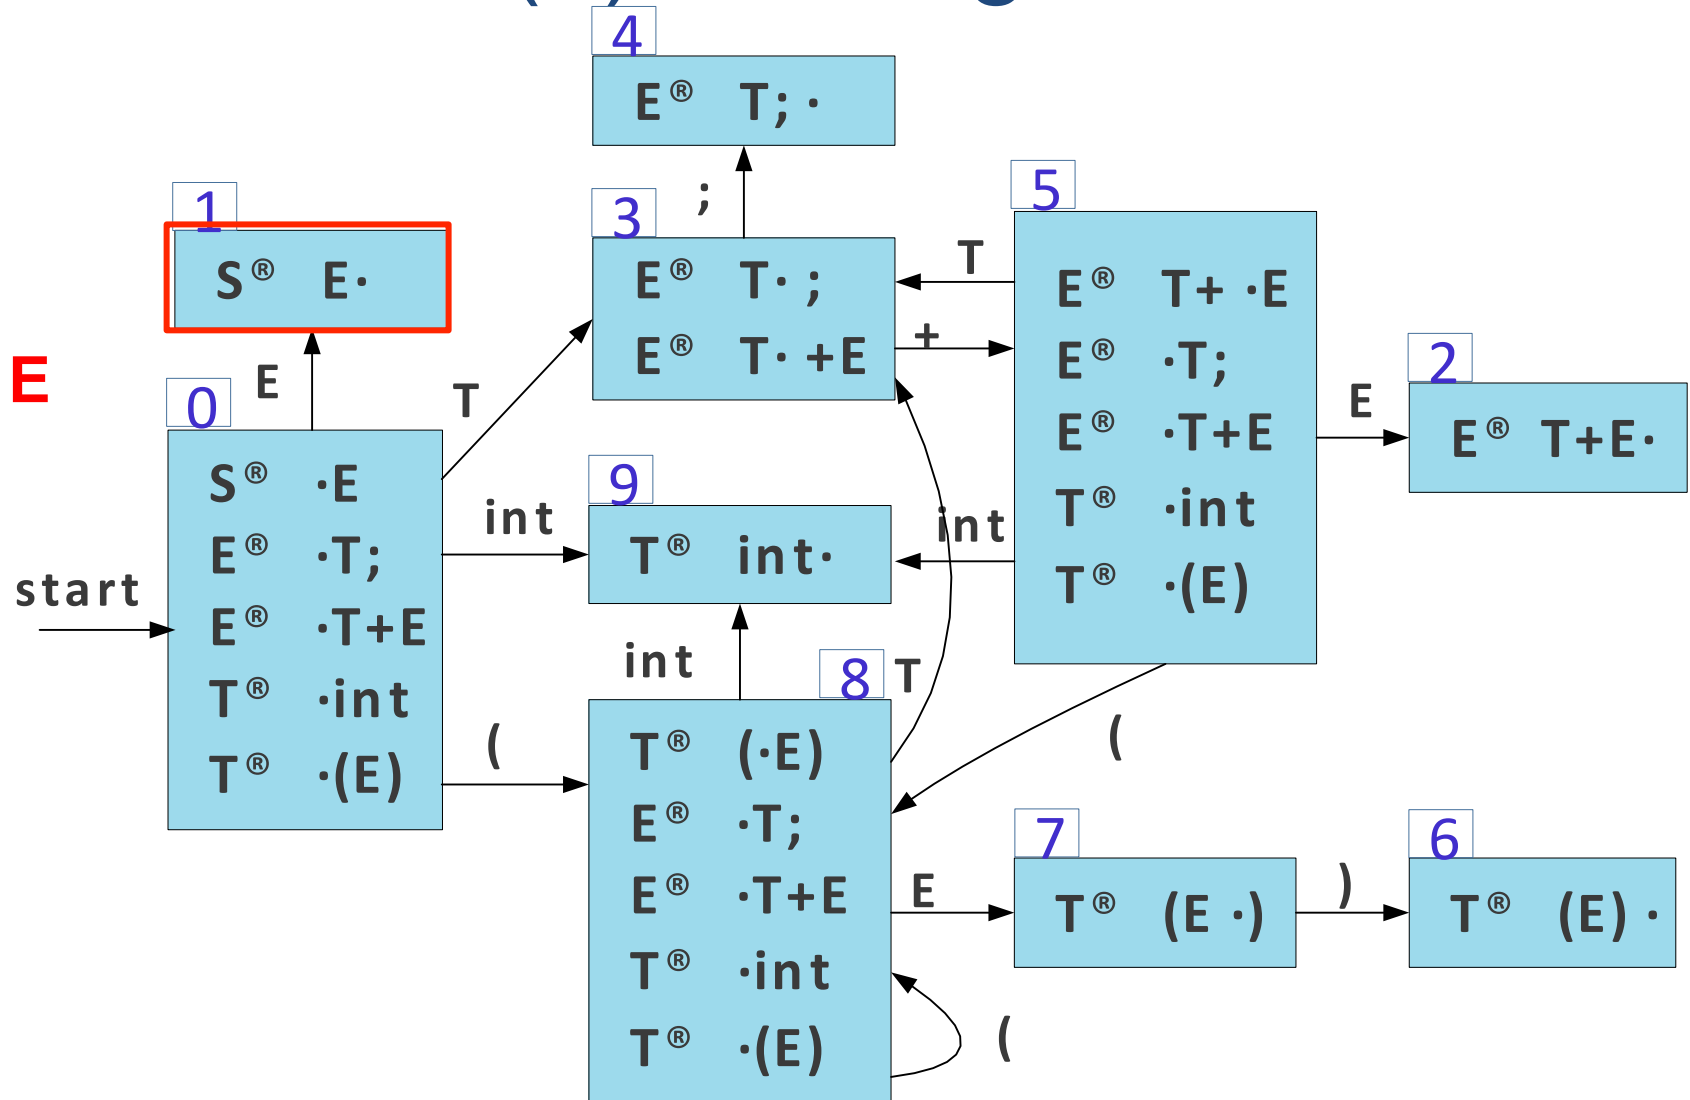 4
E® T; ·
1
S® E·
;
3
E® T· ;
E® T· +E
T
+
5
E® T+ ·E
E® ·T;
E® ·T+E
T® ·int
T® ·(E)
2
E® T+E·
E
E
E
T
0
S® ·E
E® ·T;
E® ·T+E
T® ·int
T® ·(E)
start
int
9
T® int·
int
int
(
8
T
T® (·E)
E® ·T;
E® ·T+E
T® ·int
T® ·(E)
(
E
7
T® (E ·)
)
6
T® (E) ·
(